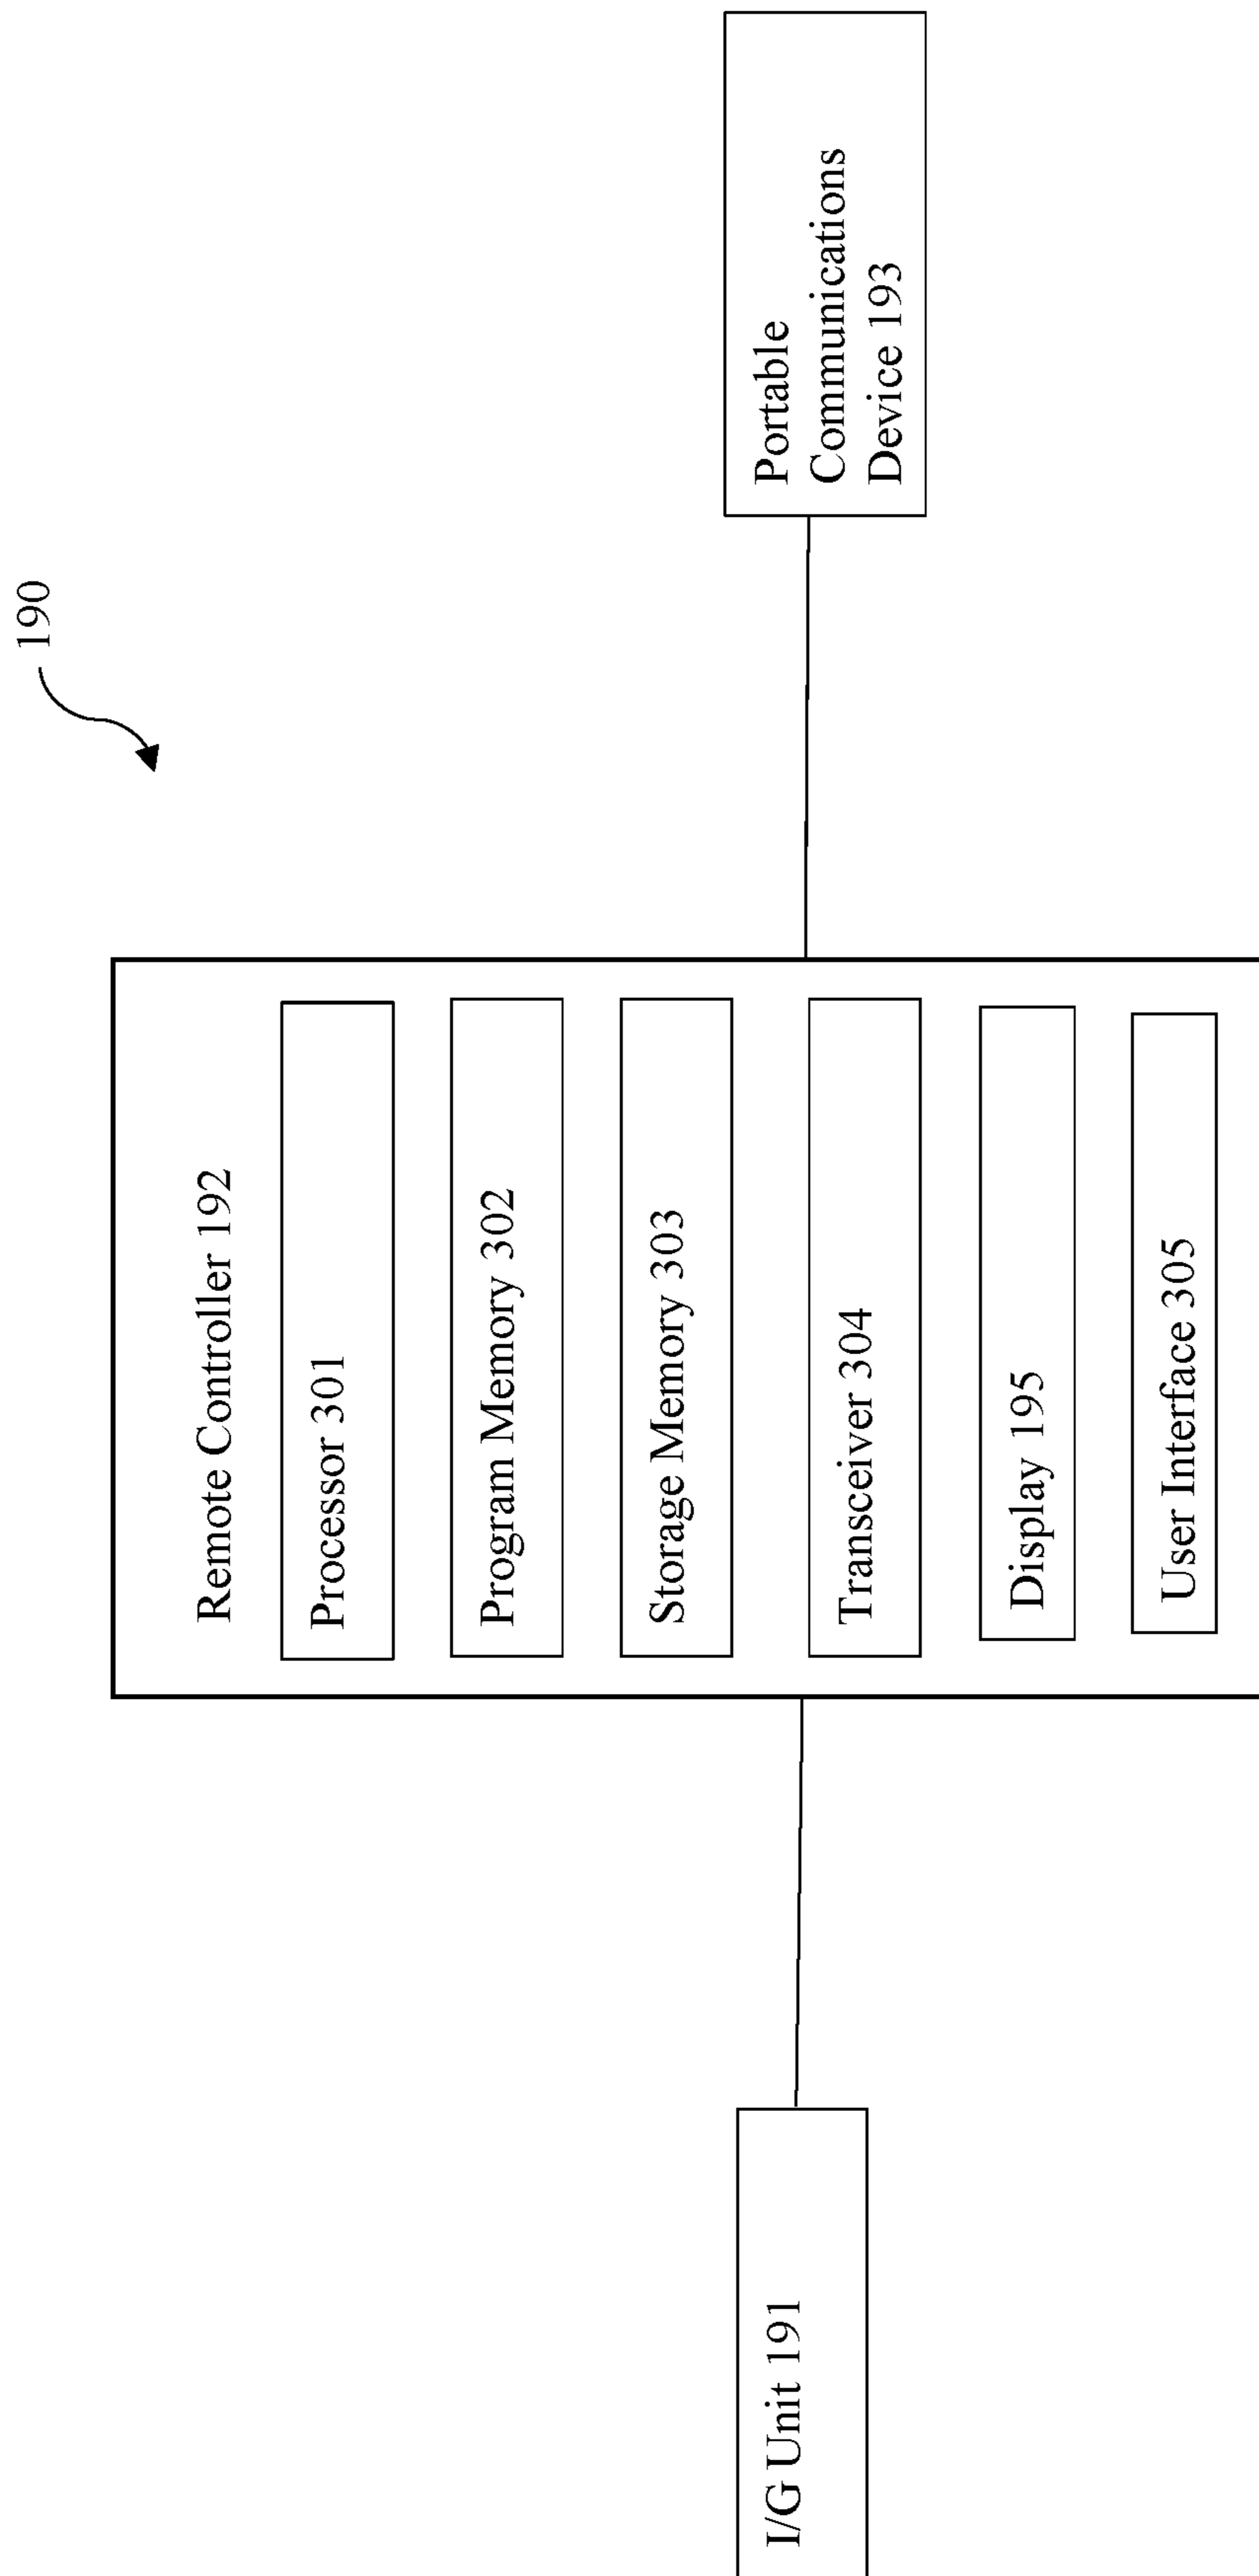 190
Remote Controller 192
Processor 301
Program Memory 302
Storage Memory 303
Transceiver 304
Display 195
User Interface 305
I/G Unit 191
Portable
Communications
Device 193